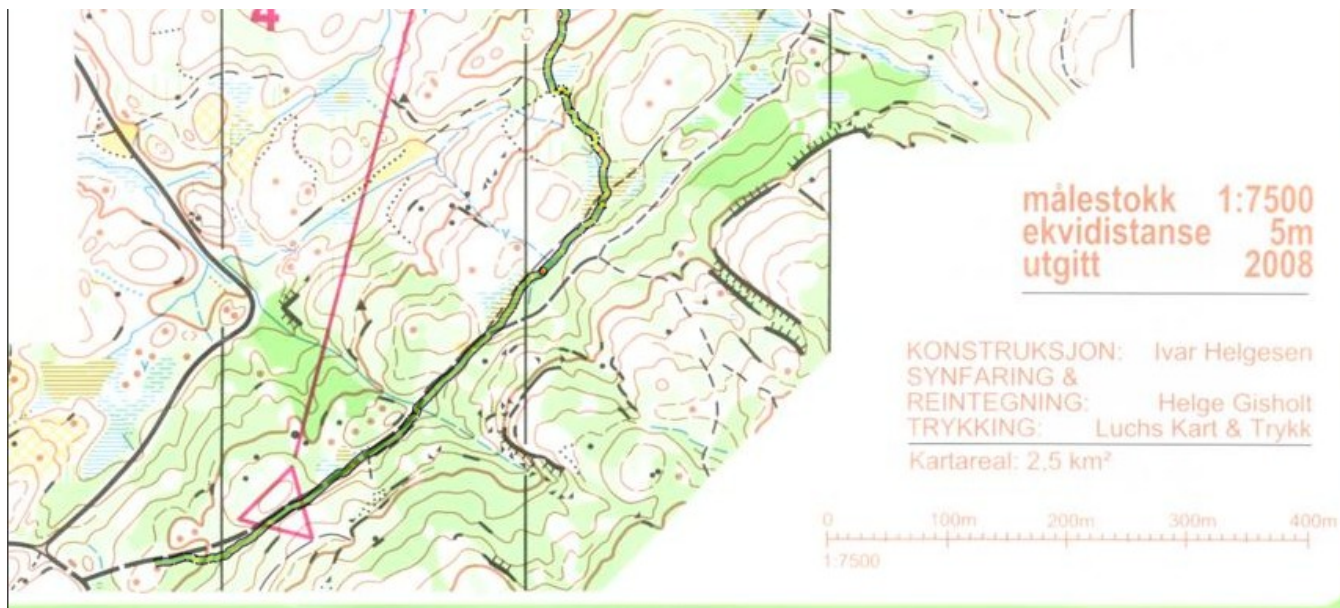 4
målestokk 1:7500
ekvidistanse 5m
utgitt 2008
KONSTRUKSJON: Ivar Helgesen
SYNFARING &
REINTEGNING: Helge Gisholt
TRYKKING: Luchs Kart & Trykk
Kartareal: 2,5 km²
0 100m 200m 300m 400m
1:7500